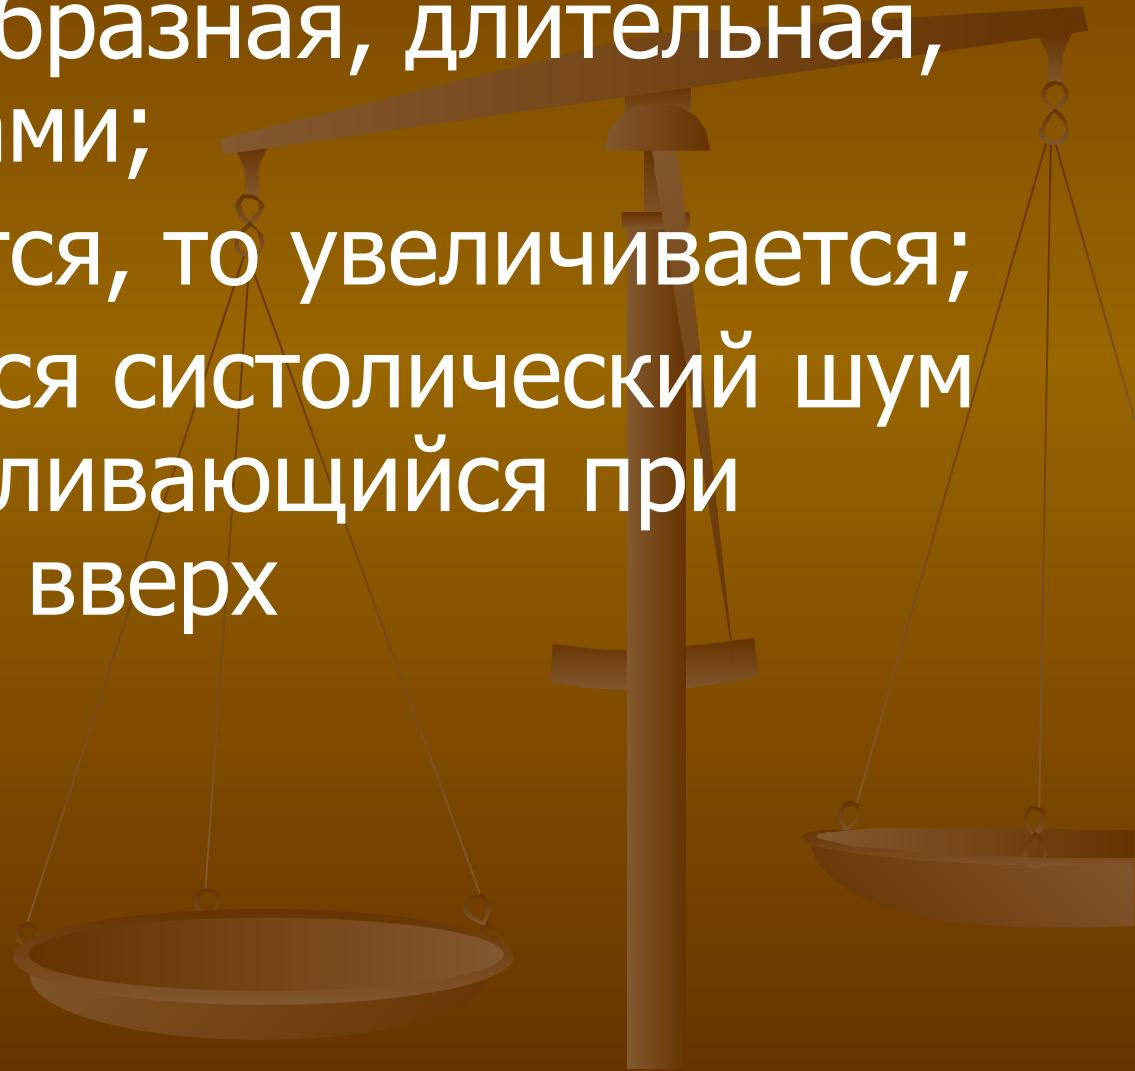 бразная, длительная,
ами;
тся, то увеличивается;
ся систолический шум
ливающийся при
вверх